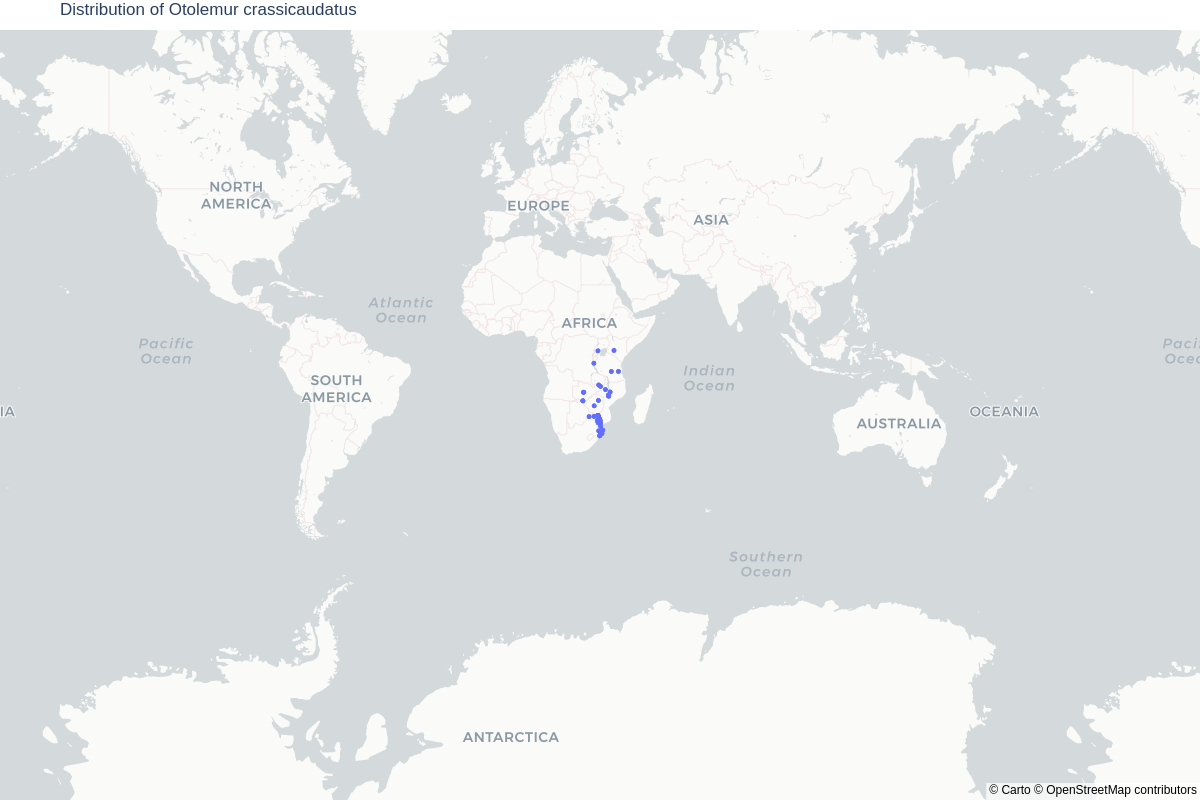 Distribution of Otolemur crassicaudatus
NORTH
AMERICA
EUROPE
ASIA
Atlantic
Ocean
AFRICA
Pacific
Ocean
Pacif
Ocea
Indian
Ocean
SOUTH
AMERICA
IA
OCEANIA
AUSTRALIA
Southern
Ocean
ANTARCTICA
© Carto © OpenStreetMap contributors